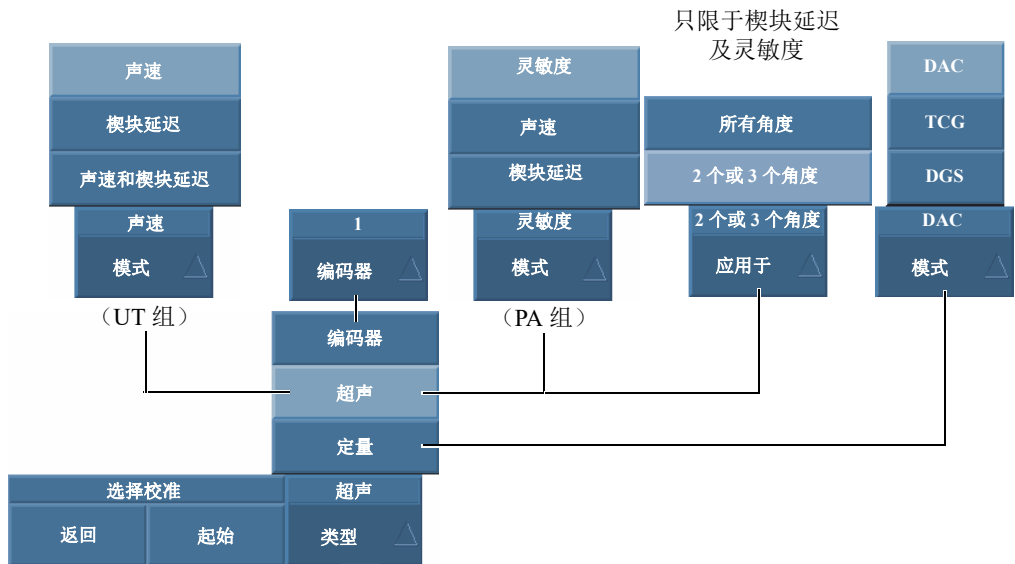 只限于楔块延迟
及灵敏度
声速
楔块延迟
声速和楔块延迟
声速
模式
（UT 组）
1
编码器
灵敏度
声速
楔块延迟
灵敏度
模式
（PA 组）
所有角度
2 个或 3 个角度
2 个或 3 个角度
应用于
DAC
TCG
DGS
DAC
模式
编码器
超声
定量
选择校准
超声
返回
起始
类型